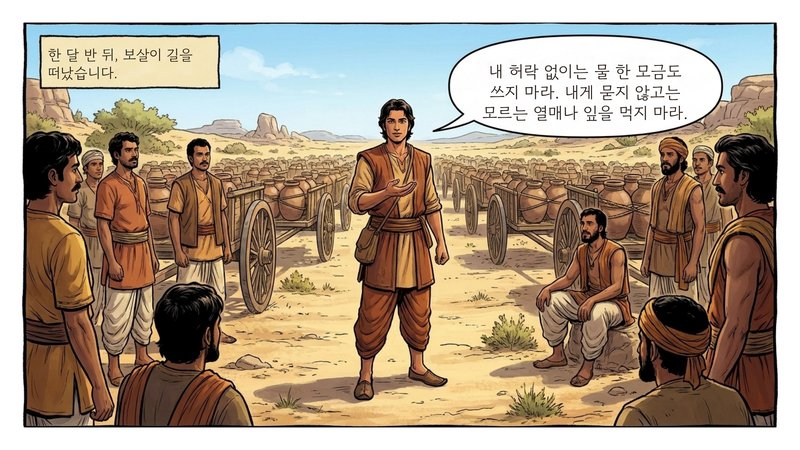 한 달 반 뒤, 보살이 길을
떠났습니다.
내 허락 없이는 물 한 모금도
쓰지 마라. 내게 묻지 않고는
모르는 열매나 잎을 먹지 마라.